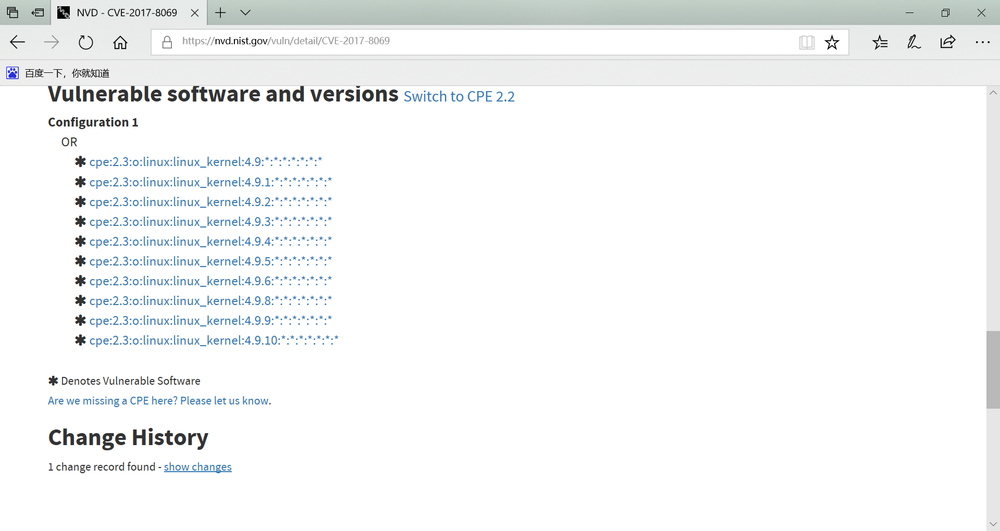 NVD - CVE-2017-8069
https://nvd.nist.gov/vuln/detail/CVE-2017-8069
百度一下，你就知道
Vulnerable software and versions Switch to CPE 2.2
Configuration 1
OR
✱ cpe:2.3:o:linux:linux_kernel:4.9:*:*:*:*:*:*:*
✱ cpe:2.3:o:linux:linux_kernel:4.9.1:*:*:*:*:*:*:*
✱ cpe:2.3:o:linux:linux_kernel:4.9.2:*:*:*:*:*:*:*
✱ cpe:2.3:o:linux:linux_kernel:4.9.3:*:*:*:*:*:*:*
✱ cpe:2.3:o:linux:linux_kernel:4.9.4:*:*:*:*:*:*:*
✱ cpe:2.3:o:linux:linux_kernel:4.9.5:*:*:*:*:*:*:*
✱ cpe:2.3:o:linux:linux_kernel:4.9.6:*:*:*:*:*:*:*
✱ cpe:2.3:o:linux:linux_kernel:4.9.8:*:*:*:*:*:*:*
✱ cpe:2.3:o:linux:linux_kernel:4.9.9:*:*:*:*:*:*:*
✱ cpe:2.3:o:linux:linux_kernel:4.9.10:*:*:*:*:*:*:*
✱ Denotes Vulnerable Software
Are we missing a CPE here? Please let us know.
Change History
1 change record found - show changes